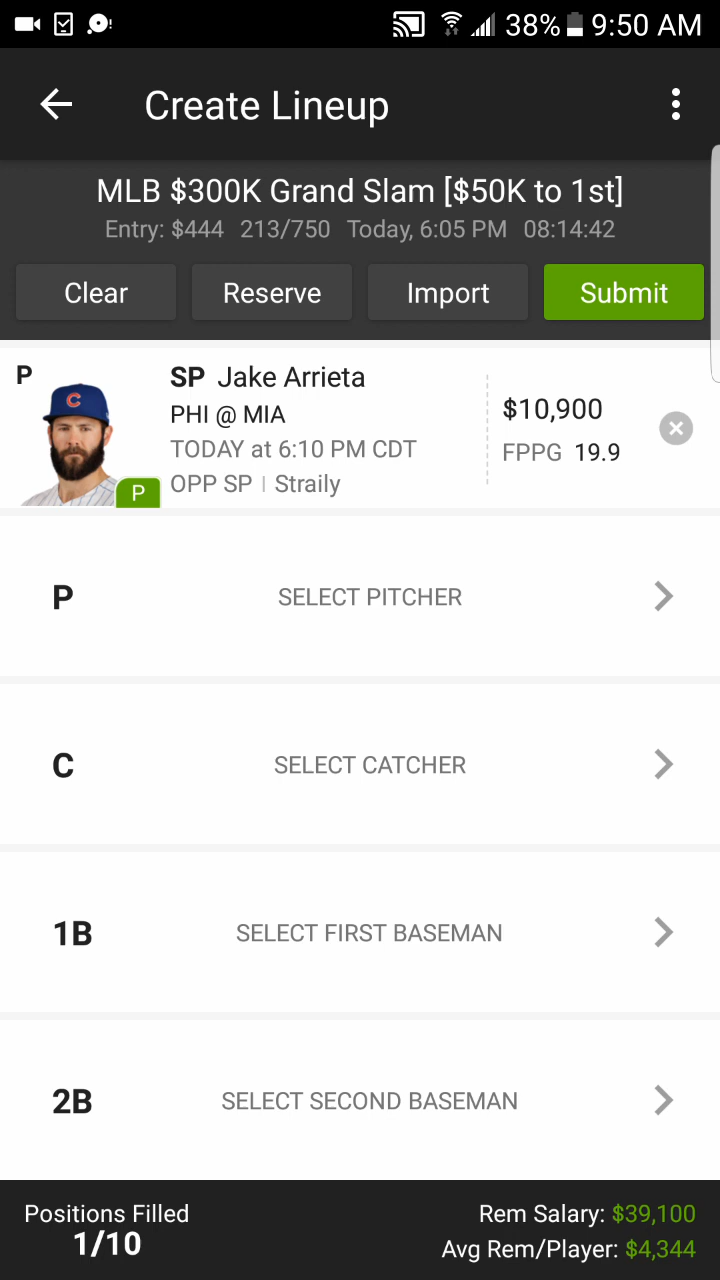 38% 9:50 AM
Create Lineup
MLB $300K Grand Slam [$50K to 1st]
Entry: $444 213/750 Today, 6:05 PM 08:14:42
Clear Reserve Import Submit
P SP Jake Arrieta
PHI @ MIA
$10,900
TODAY at 6:10 PM CDT
FPPG 19.9
OPP SP | Straily
C
P
P SELECT PITCHER
C SELECT CATCHER
1B SELECT FIRST BASEMAN
2B SELECT SECOND BASEMAN
Positions Filled
1/10
Rem Salary: $39,100
Avg Rem/Player: $4,344